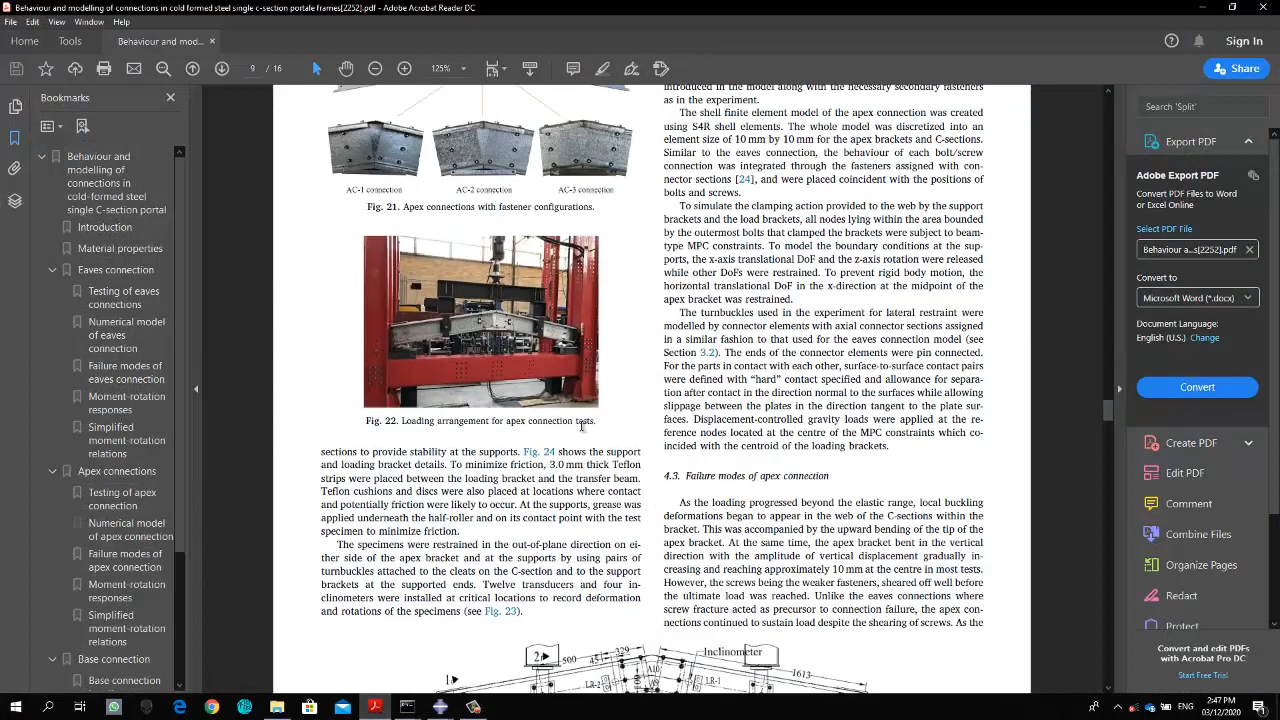 Behaviour and modelling of connections in cold formed steel single c-section portale frames[2252].pdf - Adobe Acrobat Reader DC
File Edit View Window Help
Home Tools Behaviour and mod... × Sign In
9 / 16 125% Share
Bookmarks
Behaviour and
modelling of
connections in
cold-formed steel
single C-section
portal frames
Introduction
Material properties
Eaves connection
Testing of eaves
connections
Numerical model
of eaves
connection
Failure modes of
eaves connection
Moment-rotation
responses
Simplified
moment-rotation
relations
Apex connections
Testing of apex
connection
Numerical model
of apex connection
Failure modes of
apex connection
Moment-rotation
responses
Simplified
moment-rotation
relations
Base connection
Base connection
AC-1 connection AC-2 connection AC-3 connection
Fig. 21. Apex connections with fastener configurations.
Fig. 22. Loading arrangement for apex connection tests.
sections to provide stability at the supports. Fig. 24 shows the support
and loading bracket details. To minimize friction, 3.0 mm thick Teflon
strips were placed between the loading bracket and the transfer beam.
Teflon cushions and discs were also placed at locations where contact
and potentially friction were likely to occur. At the supports, grease was
applied underneath the half-roller and on its contact point with the test
specimen to minimize friction.
The specimens were restrained in the out-of-plane direction on ei-
ther side of the apex bracket and at the supports by using pairs of
turnbuckles attached to the cleats on the C-section and to the support
brackets at the supported ends. Twelve transducers and four in-
clinometers were installed at critical locations to record deformation
and rotations of the specimens (see Fig. 23).
introduced in the model along with the necessary secondary fasteners
as in the experiment.
The shell finite element model of the apex connection was created
using S4R shell elements. The whole model was discretized into an
element size of 10 mm by 10 mm for the apex brackets and C-sections.
Similar to the eaves connection, the behaviour of each bolt/screw
connection was integrated through the fasteners assigned with con-
nector sections [24], and were placed coincident with the positions of
bolts and screws.
To simulate the clamping action provided to the web by the support
brackets and the load brackets, all nodes lying within the area bounded
by the outermost bolts that clamped the brackets were subject to beam-
type MPC constraints. To model the boundary conditions at the sup-
ports, the x-axis translational DoF and the z-axis rotation were released
while other DoFs were restrained. To prevent rigid body motion, the
horizontal translational DoF in the x-direction at the midpoint of the
apex bracket was restrained.
The turnbuckles used in the experiment for lateral restraint were
modelled by connector elements with axial connector sections assigned
in a similar fashion to that used for the eaves connection model (see
Section 3.2). The ends of the connector elements were pin connected.
For the parts in contact with each other, surface-to-surface contact pairs
were defined with “hard” contact specified and allowance for separa-
tion after contact in the direction normal to the surfaces while allowing
slippage between the plates in the direction tangent to the plate sur-
faces. Displacement-controlled gravity loads were applied at the re-
ference nodes located at the centre of the MPC constraints which co-
incided with the centroid of the loading brackets.
4.3. Failure modes of apex connection
As the loading progressed beyond the elastic range, local buckling
deformations began to appear in the web of the C-sections within the
bracket. This was accompanied by the upward bending of the tip of the
apex bracket. At the same time, the apex bracket bent in the vertical
direction with the amplitude of vertical displacement gradually in-
creasing and reaching approximately 10 mm at the centre in most tests.
However, the screws being the weaker fasteners, sheared off well before
the ultimate load was reached. Unlike the eaves connections where
screw fracture acted as precursor to connection failure, the apex con-
nections continued to sustain load despite the shearing of screws. As the
2 500 45 329 Inclinometer 1613
1 LR-2 LR-1
Search 'Split'
Export PDF
Adobe Export PDF
Convert PDF Files to Word
or Excel Online
Select PDF File
Behaviour a...s[2252].pdf ×
Convert to
Microsoft Word (*.docx)
Document Language:
English (U.S.) Change
Convert
Create PDF
Edit PDF
Comment
Combine Files
Organize Pages
Redact
Protect
Convert and edit PDFs
with Acrobat Pro DC
Start Free Trial
ENG 2:47 PM
03/12/2020